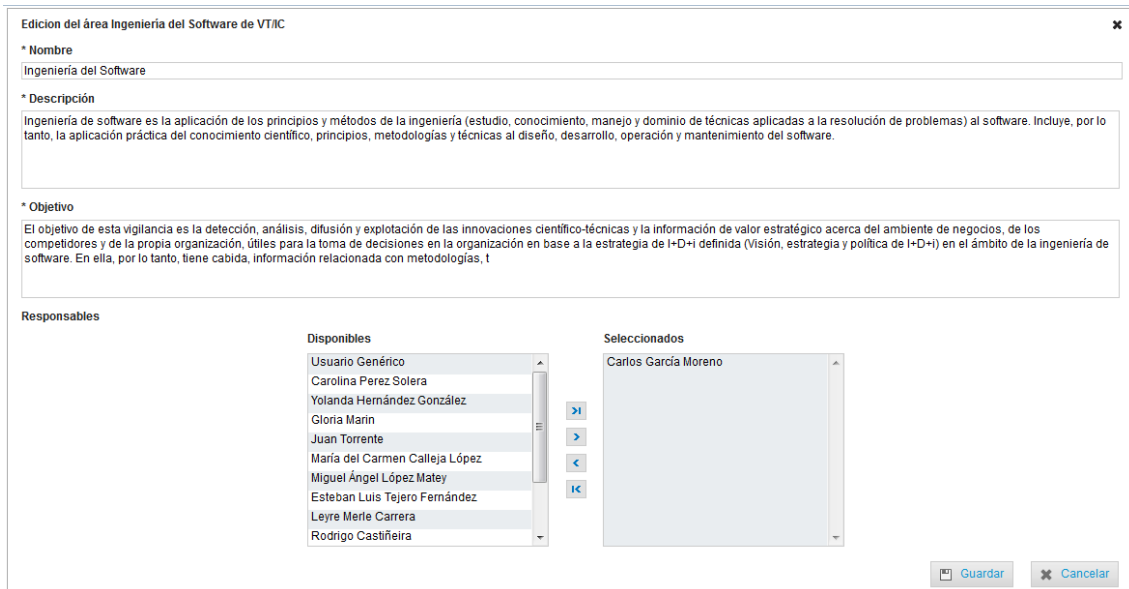 Edicion del área Ingeniería del Software de VT/IC
* Nombre
Ingeniería del Software
* Descripción
Ingeniería de software es la aplicación de los principios y métodos de la ingeniería (estudio, conocimiento, manejo y dominio de técnicas aplicadas a la resolución de problemas) al software. Incluye, por lo
tanto, la aplicación práctica del conocimiento científico, principios, metodologías y técnicas al diseño, desarrollo, operación y mantenimiento del software.
* Objetivo
El objetivo de esta vigilancia es la detección, análisis, difusión y explotación de las innovaciones científico-técnicas y la información de valor estratégico acerca del ambiente de negocios, de los
competidores y de la propia organización, útiles para la toma de decisiones en la organización en base a la estrategia de I+D+i definida (Visión, estrategia y política de I+D+i) en el ámbito de la ingeniería de
software. En ella, por lo tanto, tiene cabida, información relacionada con metodologías, t
Responsables
Disponibles
Usuario Genérico
Carolina Perez Solera
Yolanda Hernández González
Gloria Marin
Juan Torrente
María del Carmen Calleja López
Miguel Ángel López Matey
Esteban Luis Tejero Fernández
Leyre Merle Carrera
Rodrigo Castiñeira
Seleccionados
Carlos García Moreno
Guardar
Cancelar